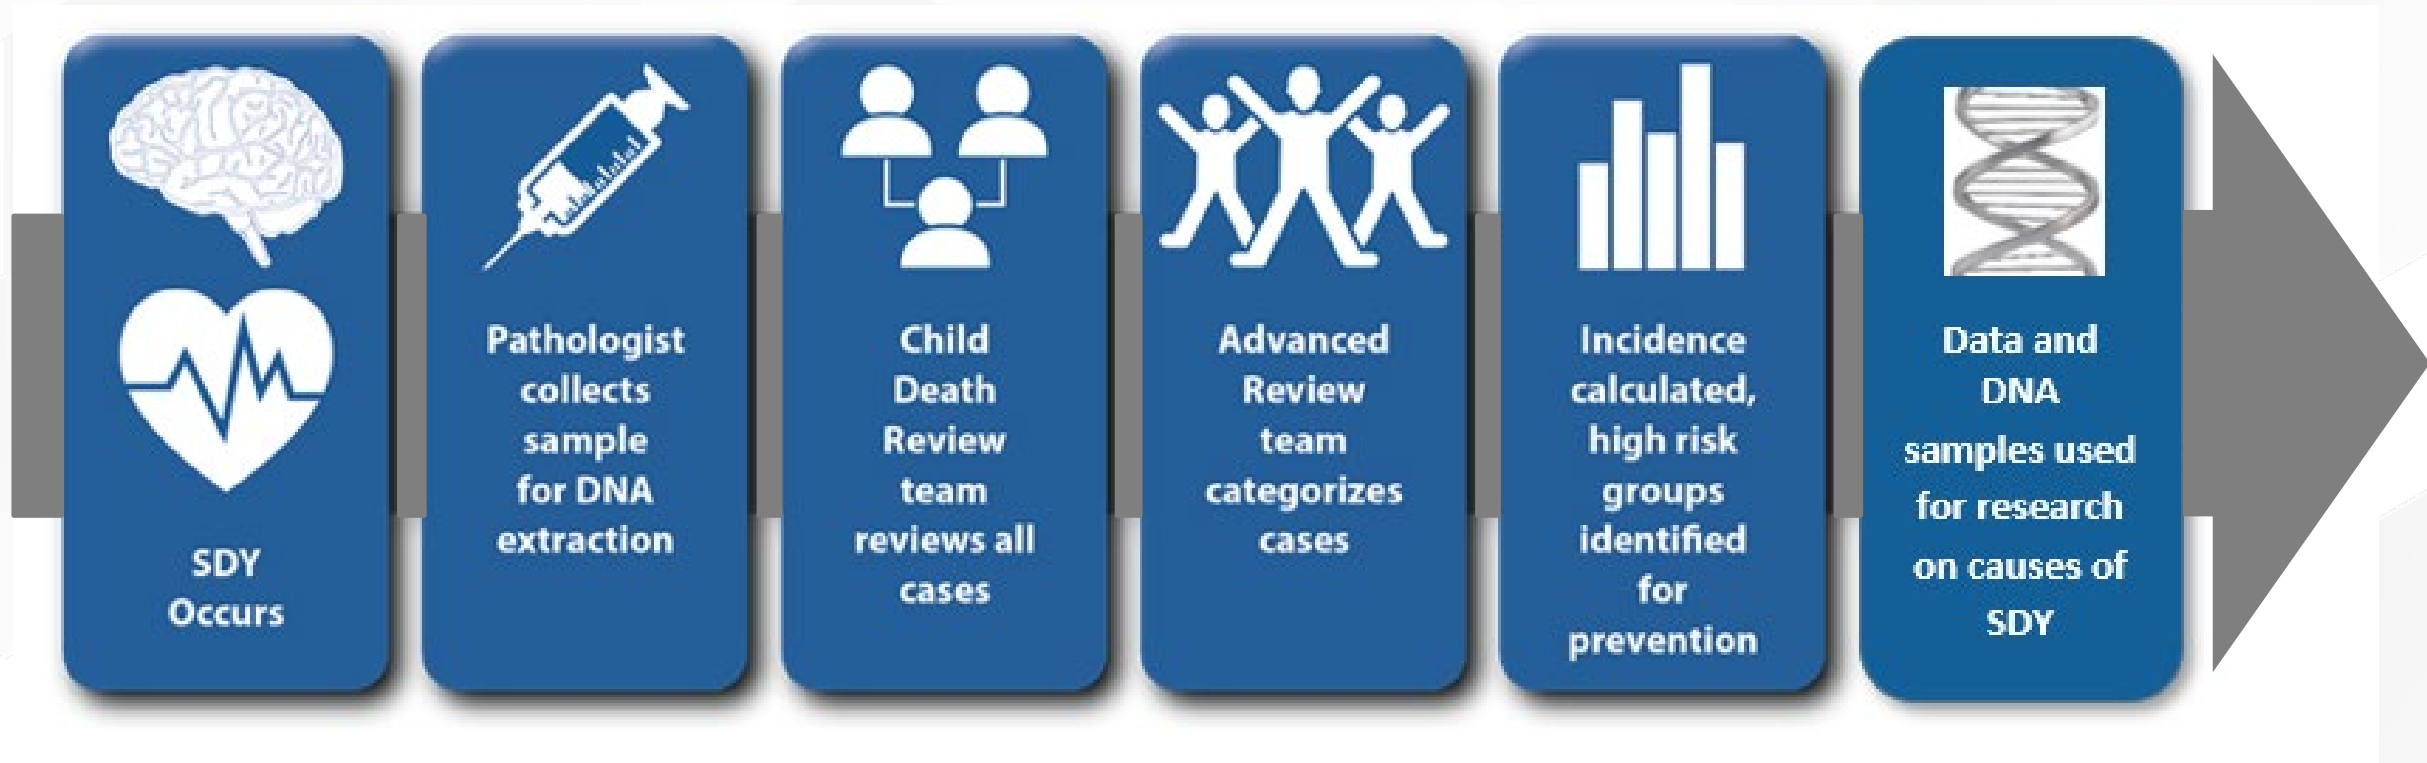 SDY
Occurs
Pathologist
collects
sample
for DNA
extraction
Child
Death
Review
team
reviews all
cases
Advanced
Review
team
categorizes
cases
Incidence
calculated,
high risk
groups
identified
for
prevention
Data and
DNA
samples used
for research
on causes of
SDY